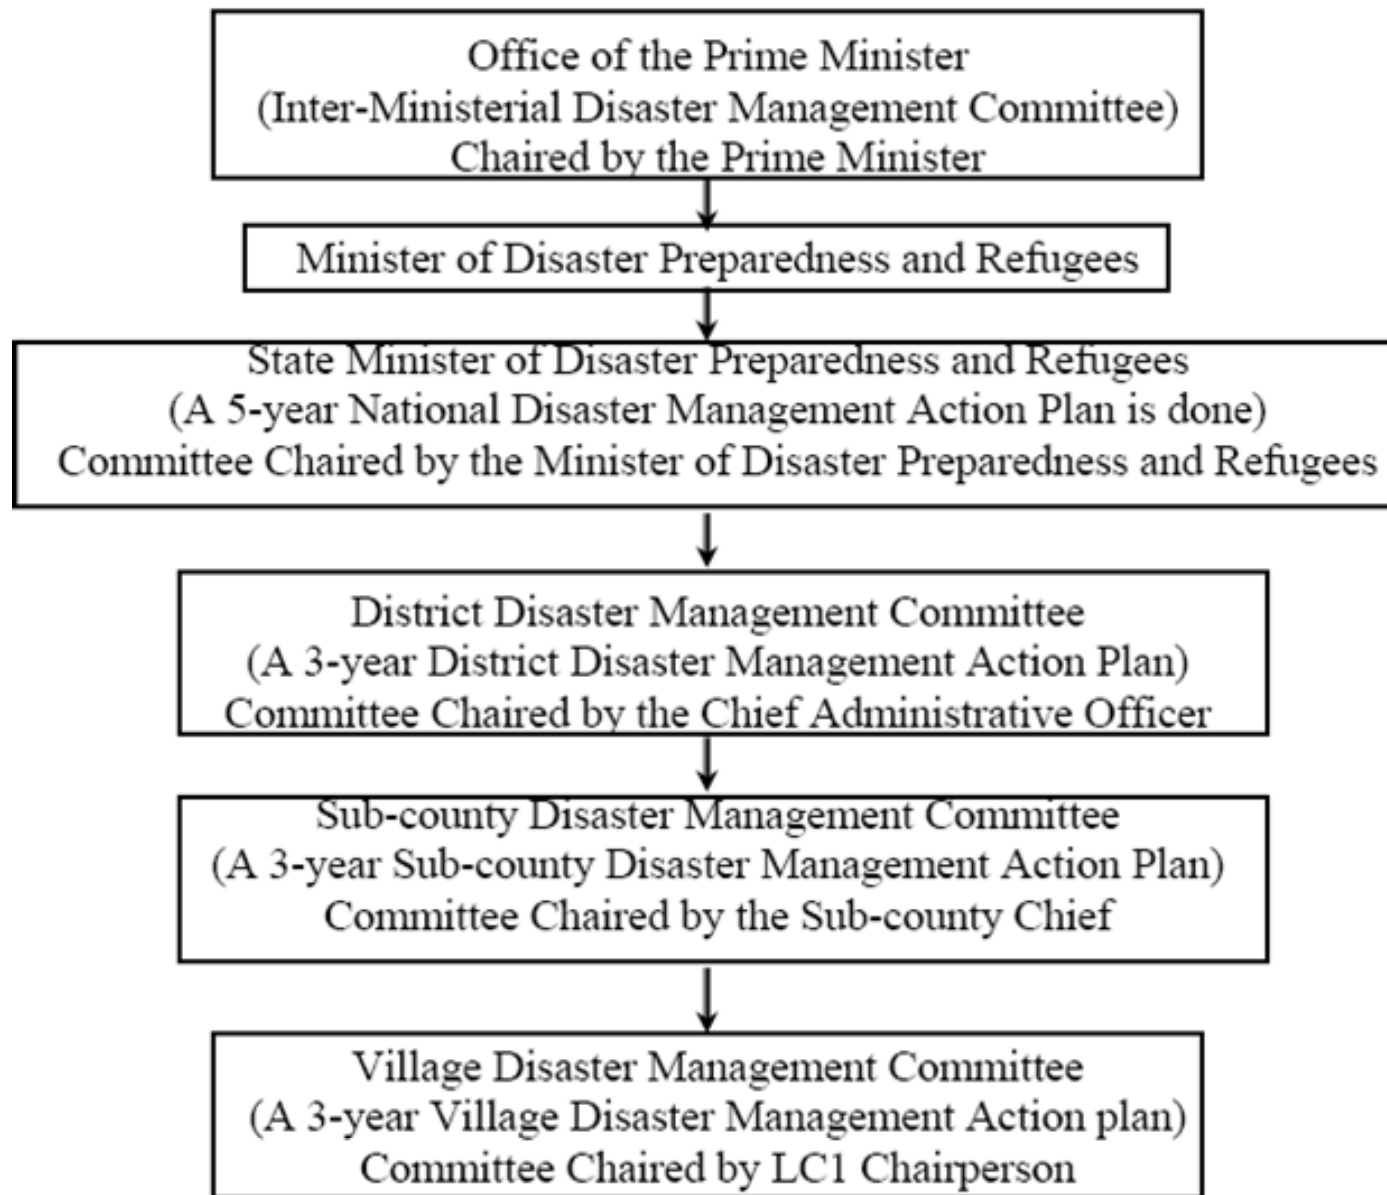 Office of the Prime Minister
(Inter-Ministerial Disaster Management Committee)
Chaired by the Prime Minister
Minister of Disaster Preparedness and Refugees
State Minister of Disaster Preparedness and Refugees
(A 5-year National Disaster Management Action Plan is done)
Committee Chaired by the Minister of Disaster Preparedness and Refugees
District Disaster Management Committee
(A 3-year District Disaster Management Action Plan)
Committee Chaired by the Chief Administrative Officer
Sub-county Disaster Management Committee
(A 3-year Sub-county Disaster Management Action Plan)
Committee Chaired by the Sub-county Chief
Village Disaster Management Committee
(A 3-year Village Disaster Management Action plan)
Committee Chaired by LC1 Chairperson